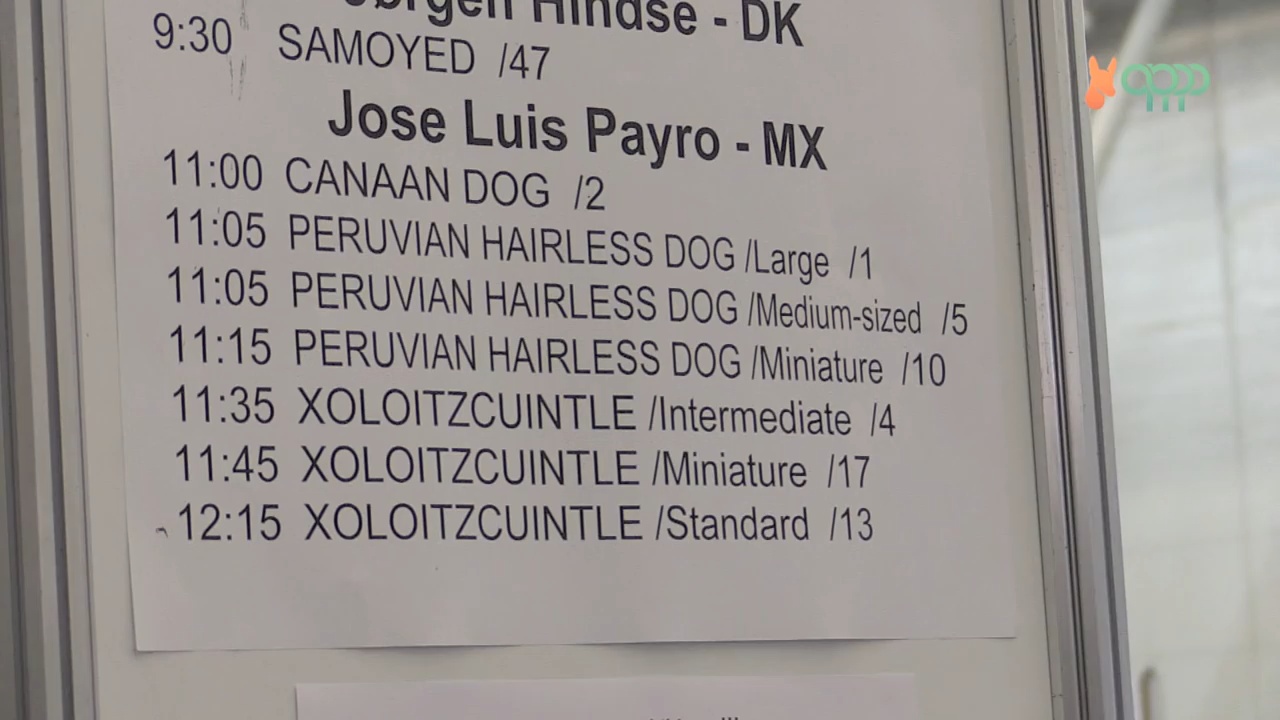 Hindse - DK
9:30 SAMOYED /47
Jose Luis Payro - MX
11:00 CANAAN DOG /2
11:05 PERUVIAN HAIRLESS DOG /Large /1
11:05 PERUVIAN HAIRLESS DOG /Medium-sized /5
11:15 PERUVIAN HAIRLESS DOG /Miniature /10
11:35 XOLOITZCUINTLE /Intermediate /4
11:45 XOLOITZCUINTLE /Miniature /17
12:15 XOLOITZCUINTLE /Standard /13